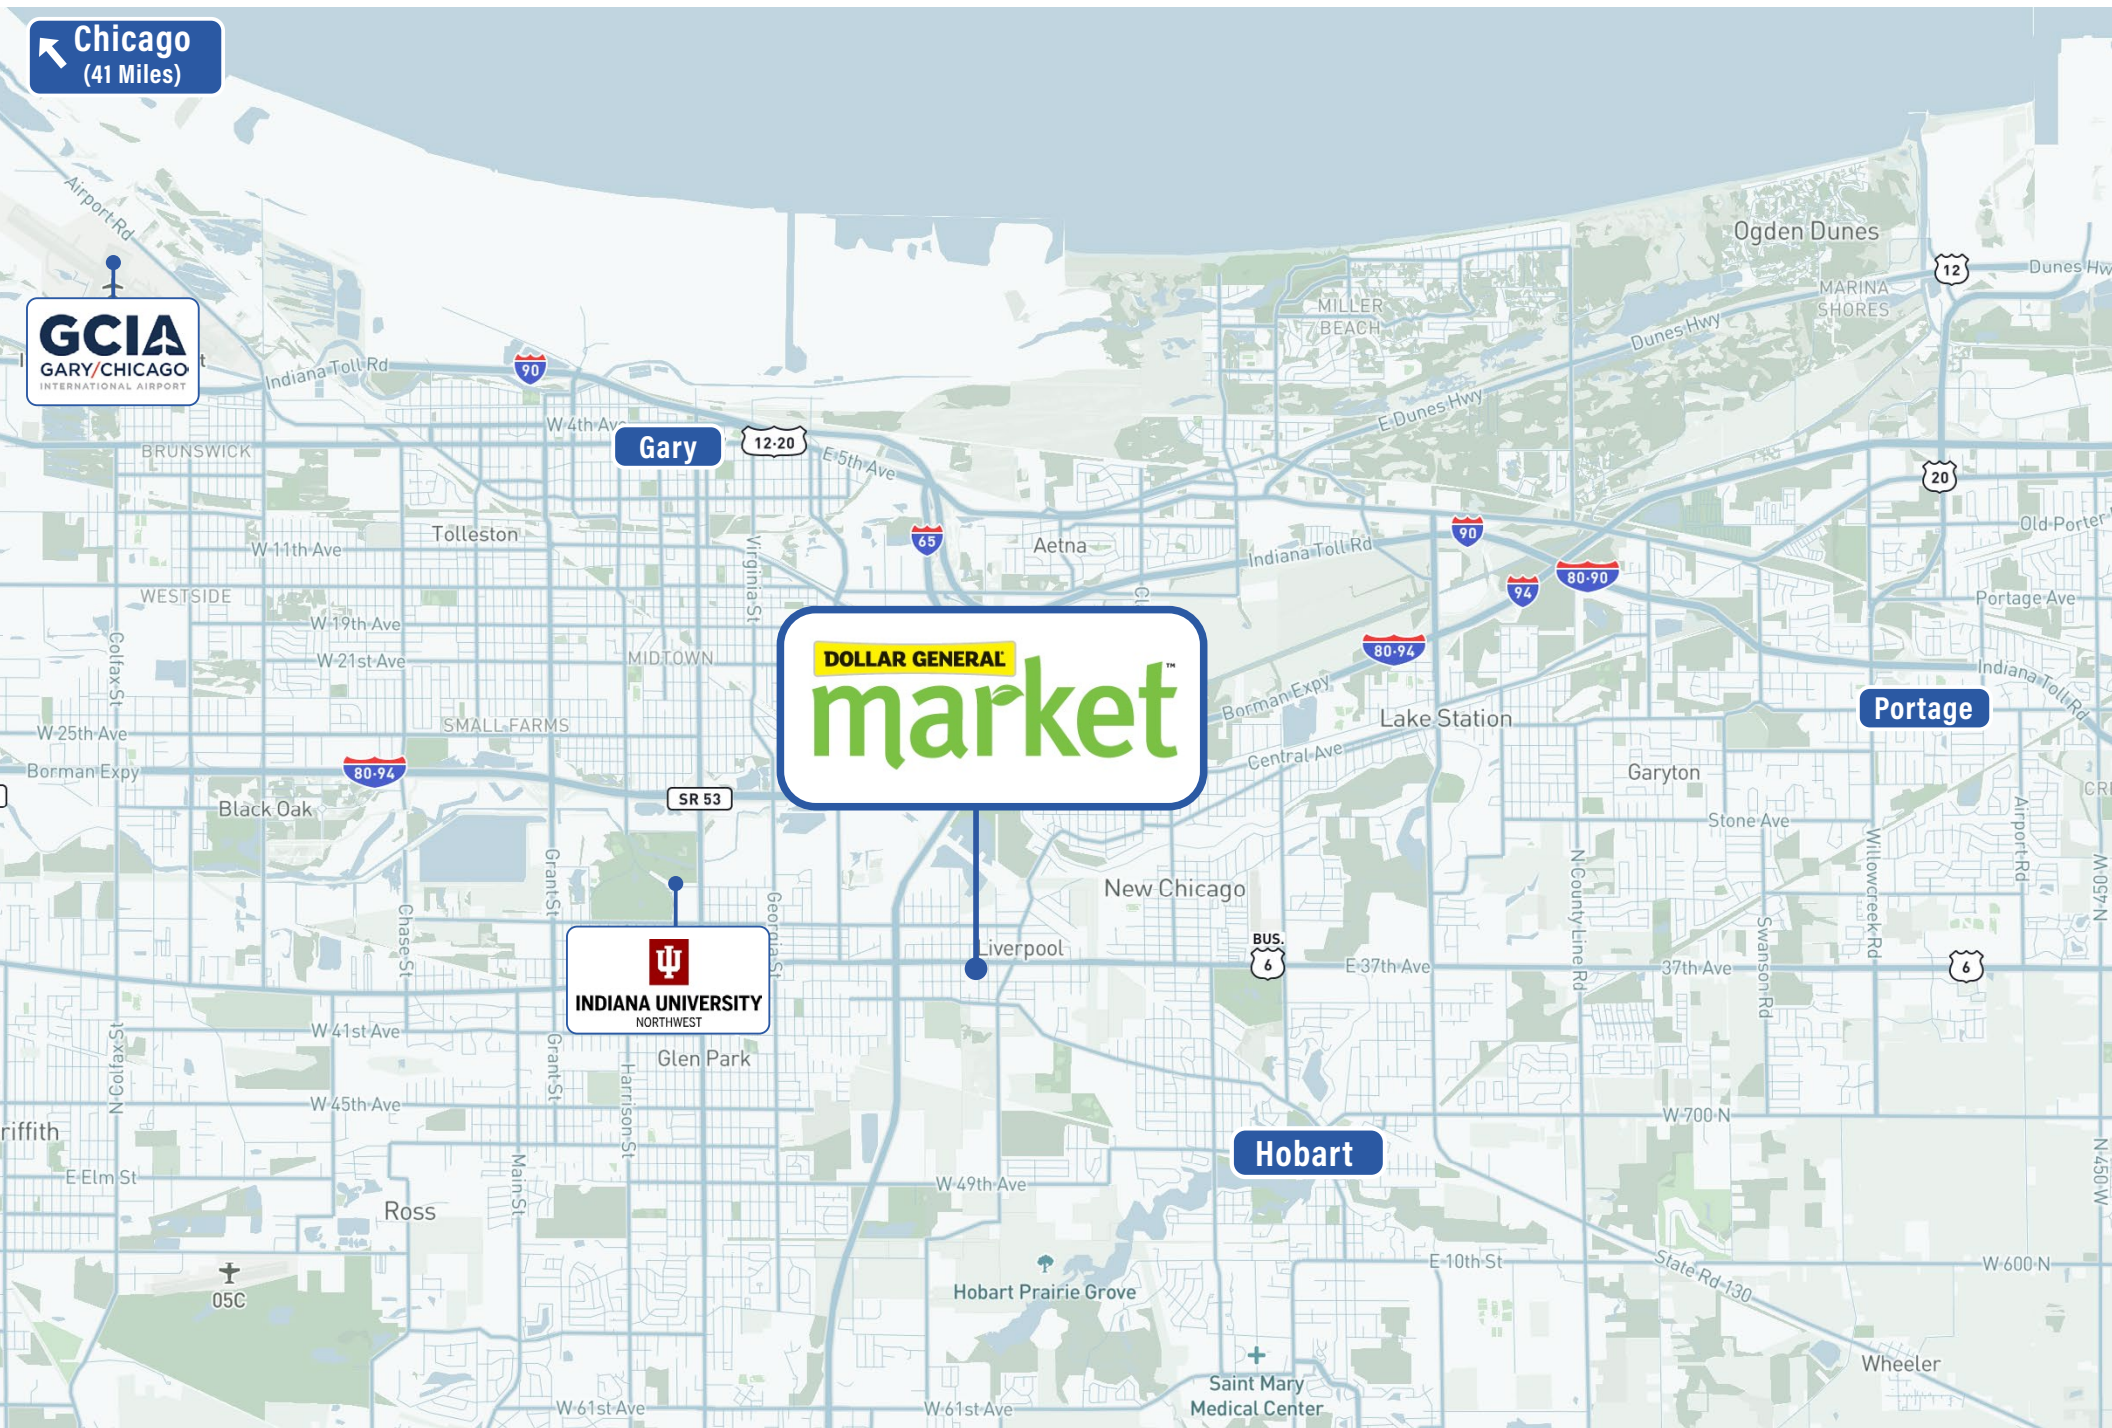 Chicago
(41 Miles)
Airport Rd
Ogden Dunes
12
Dunes Hw
MARINA
SHORES
MILLER
BEACH
Dunes Hwy
GCIA
GARY/CHICAGO
INTERNATIONAL AIRPORT
Indiana Toll Rd
90
E Dunes Hwy
W 4th Ave
Gary
12·20
E 5th Ave
BRUNSWICK
20
Old Porter
Tolleston
W 11th Ave
Virginia St
65
Aetna
Indiana Toll Rd
90
94
80·90
WESTSIDE
Portage Ave
W 19th Ave
Colfax St
W 21st Ave
MIDTOWN
DOLLAR GENERAL
market™
80·94
Indiana Toll Rd
Borman Expy
Lake Station
Portage
SMALL FARMS
W 25th Ave
Central Ave
Borman Expy
80·94
Garyton
SR 53
Black Oak
Stone Ave
Airport Rd
Willowcreek Rd
N County Line Rd
Grant St
New Chicago
N 450 W
Georgia St
Chase St
Swanson Rd
Liverpool
BUS.
6
E 37th Ave
37th Ave
6
INDIANA UNIVERSITY
NORTHWEST
W 41st Ave
Glen Park
Grant St
Harrison St
N Colfax St
W 45th Ave
W 700 N
riffith
Hobart
E Elm St
Main St
W 49th Ave
N 450 W
Ross
E 10th St
State Rd 130
W 600 N
05C
Hobart Prairie Grove
Wheeler
Saint Mary
Medical Center
W 61st Ave
W 61st Ave